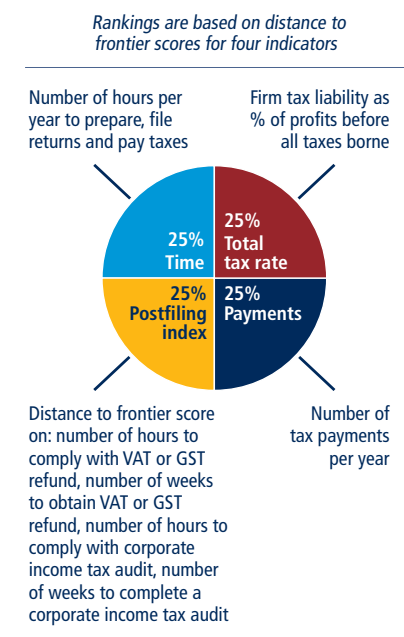 Rankings are based on distance to
frontier scores for four indicators
Number of hours per
year to prepare, file
returns and pay taxes
Firm tax liability as
% of profits before
all taxes borne
25%
Time
25%
Total
tax rate
25%
Postfiling
index
25%
Payments
Distance to frontier score
on: number of hours to
comply with VAT or GST
refund, number of weeks
to obtain VAT or GST
refund, number of hours to
comply with corporate
income tax audit, number
of weeks to complete a
corporate income tax audit
Number of
tax payments
per year